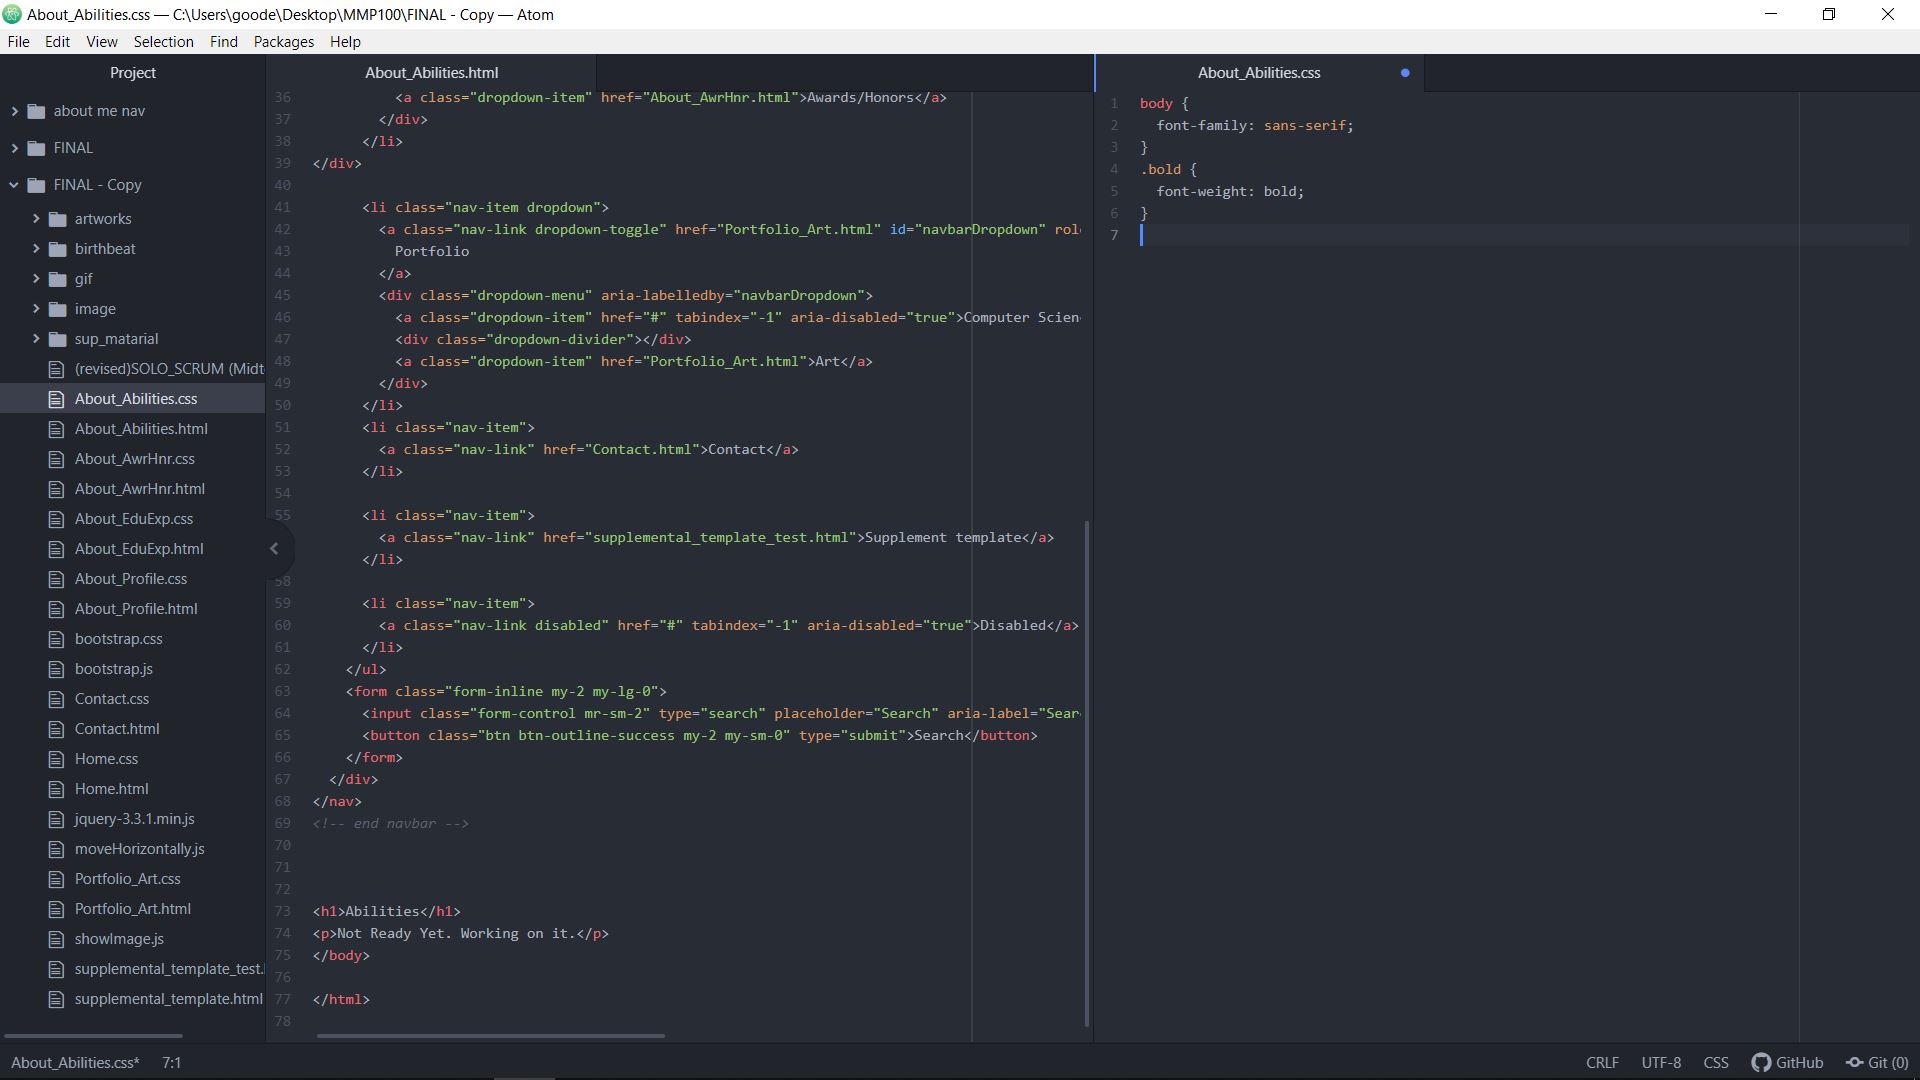 About_Abilities.css — C:\Users\goode\Desktop\MMP100\FINAL - Copy — Atom
File Edit View Selection Find Packages Help
Project
about me nav
FINAL
FINAL - Copy
artworks
birthbeat
gif
image
sup_matarial
(revised)SOLO_SCRUM (Midt
About_Abilities.css
About_Abilities.html
About_AwrHnr.css
About_AwrHnr.html
About_EduExp.css
About_EduExp.html
About_Profile.css
About_Profile.html
bootstrap.css
bootstrap.js
Contact.css
Contact.html
Home.css
Home.html
jquery-3.3.1.min.js
moveHorizontally.js
Portfolio_Art.css
Portfolio_Art.html
showImage.js
supplemental_template_test.
supplemental_template.html
About_Abilities.html
36 <a class="dropdown-item" href="About_AwrHnr.html">Awards/Honors</a>
37 </div>
38 </li>
39 </div>
40
41 <li class="nav-item dropdown">
42 <a class="nav-link dropdown-toggle" href="Portfolio_Art.html" id="navbarDropdown" rol
43 Portfolio
44 </a>
45 <div class="dropdown-menu" aria-labelledby="navbarDropdown">
46 <a class="dropdown-item" href="#" tabindex="-1" aria-disabled="true">Computer Scien
47 <div class="dropdown-divider"></div>
48 <a class="dropdown-item" href="Portfolio_Art.html">Art</a>
49 </div>
50 </li>
51 <li class="nav-item">
52 <a class="nav-link" href="Contact.html">Contact</a>
53 </li>
54
55 <li class="nav-item">
<a class="nav-link" href="supplemental_template_test.html">Supplement template</a>
</li>
58
59 <li class="nav-item">
60 <a class="nav-link disabled" href="#" tabindex="-1" aria-disabled="true">Disabled</a>
61 </li>
62 </ul>
63 <form class="form-inline my-2 my-lg-0">
64 <input class="form-control mr-sm-2" type="search" placeholder="Search" aria-label="Sear
65 <button class="btn btn-outline-success my-2 my-sm-0" type="submit">Search</button>
66 </form>
67 </div>
68 </nav>
69 <!-- end navbar -->
70
71
72
73 <h1>Abilities</h1>
74 <p>Not Ready Yet. Working on it.</p>
75 </body>
76
77 </html>
78
About_Abilities.css
1 body {
2 font-family: sans-serif;
3 }
4 .bold {
5 font-weight: bold;
6 }
7
About_Abilities.css* 7:1 CRLF UTF-8 CSS GitHub Git (0)